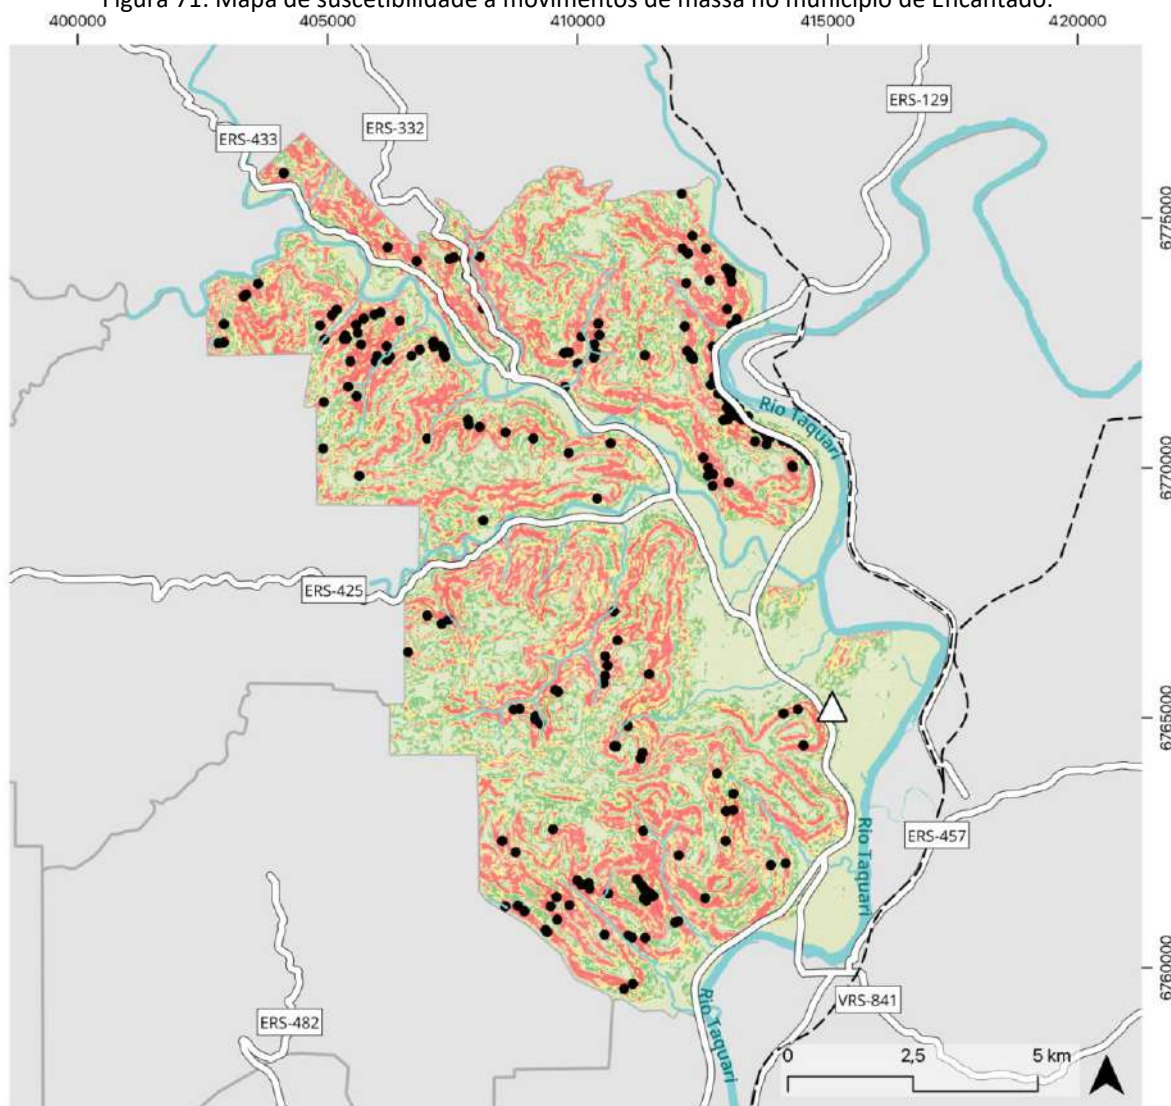 Figura 71: Mapa de suscetibilidade a movimentos de massa no município de Encantado.
400000 405000 410000 415000 420000
ERS-129
ERS-332
ERS-433
6775000
Rio Taquari
6770000
ERS-425
6765000
Rio Taquari
ERS-457
6760000
VRS-841
Rio Taquari
ERS-482
0 2,5 5 km